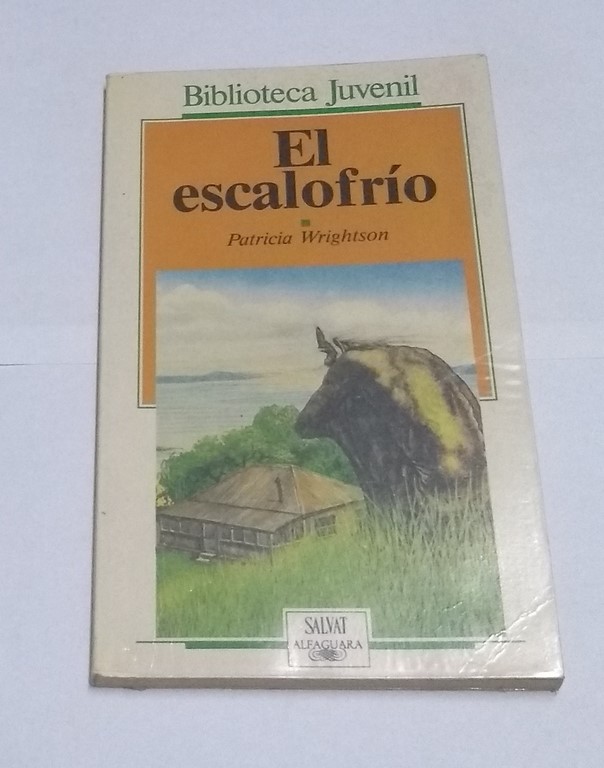 Biblioteca Juvenil
El
escalofrío
Patricia Wrightson
SALVAT
ALFAGUARA